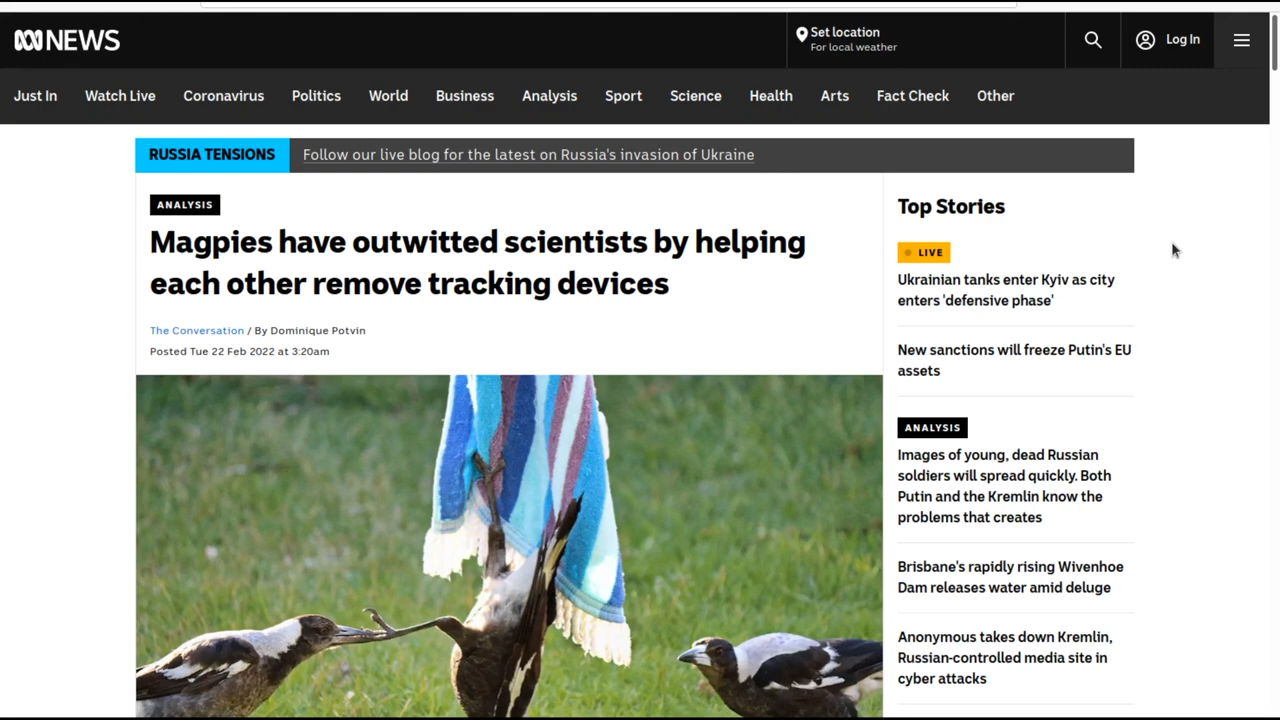 NEWS
Set location
For local weather
Log In
Just In
Watch Live
Coronavirus
Politics
World
Business
Analysis
Sport
Science
Health
Arts
Fact Check
Other
RUSSIA TENSIONS
Follow our live blog for the latest on Russia's invasion of Ukraine
ANALYSIS
Magpies have outwitted scientists by helping
each other remove tracking devices
The Conversation / By Dominique Potvin
Posted Tue 22 Feb 2022 at 3:20am
Top Stories
LIVE
Ukrainian tanks enter Kyiv as city
enters 'defensive phase'
New sanctions will freeze Putin's EU
assets
ANALYSIS
Images of young, dead Russian
soldiers will spread quickly. Both
Putin and the Kremlin know the
problems that creates
Brisbane's rapidly rising Wivenhoe
Dam releases water amid deluge
Anonymous takes down Kremlin,
Russian-controlled media site in
cyber attacks